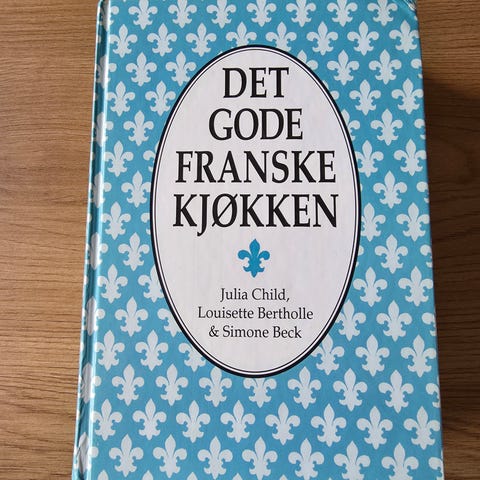 DET
GODE
FRANSKE
KJØKKEN
Julia Child,
Louisette Bertholle
& Simone Beck